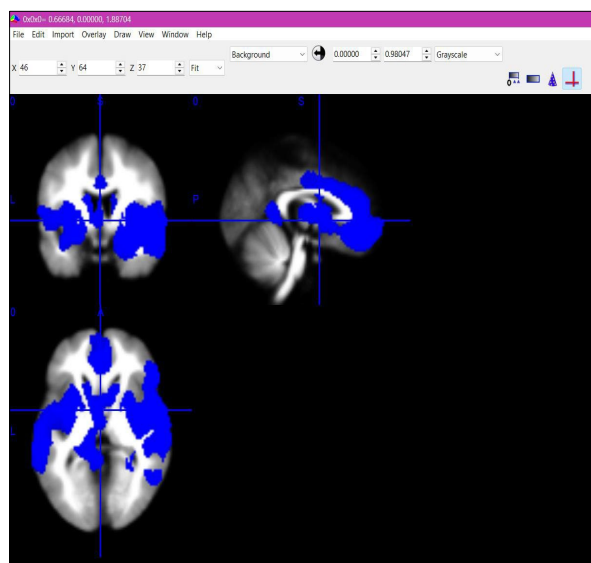 0x0x0= 0.66684, 0.00000, 1.88704
File Edit Import Overlay Draw View Window Help
Background 0.00000 0.98047 Grayscale
X 46 Y 64 Z 37 Fit
S
L P
A
L